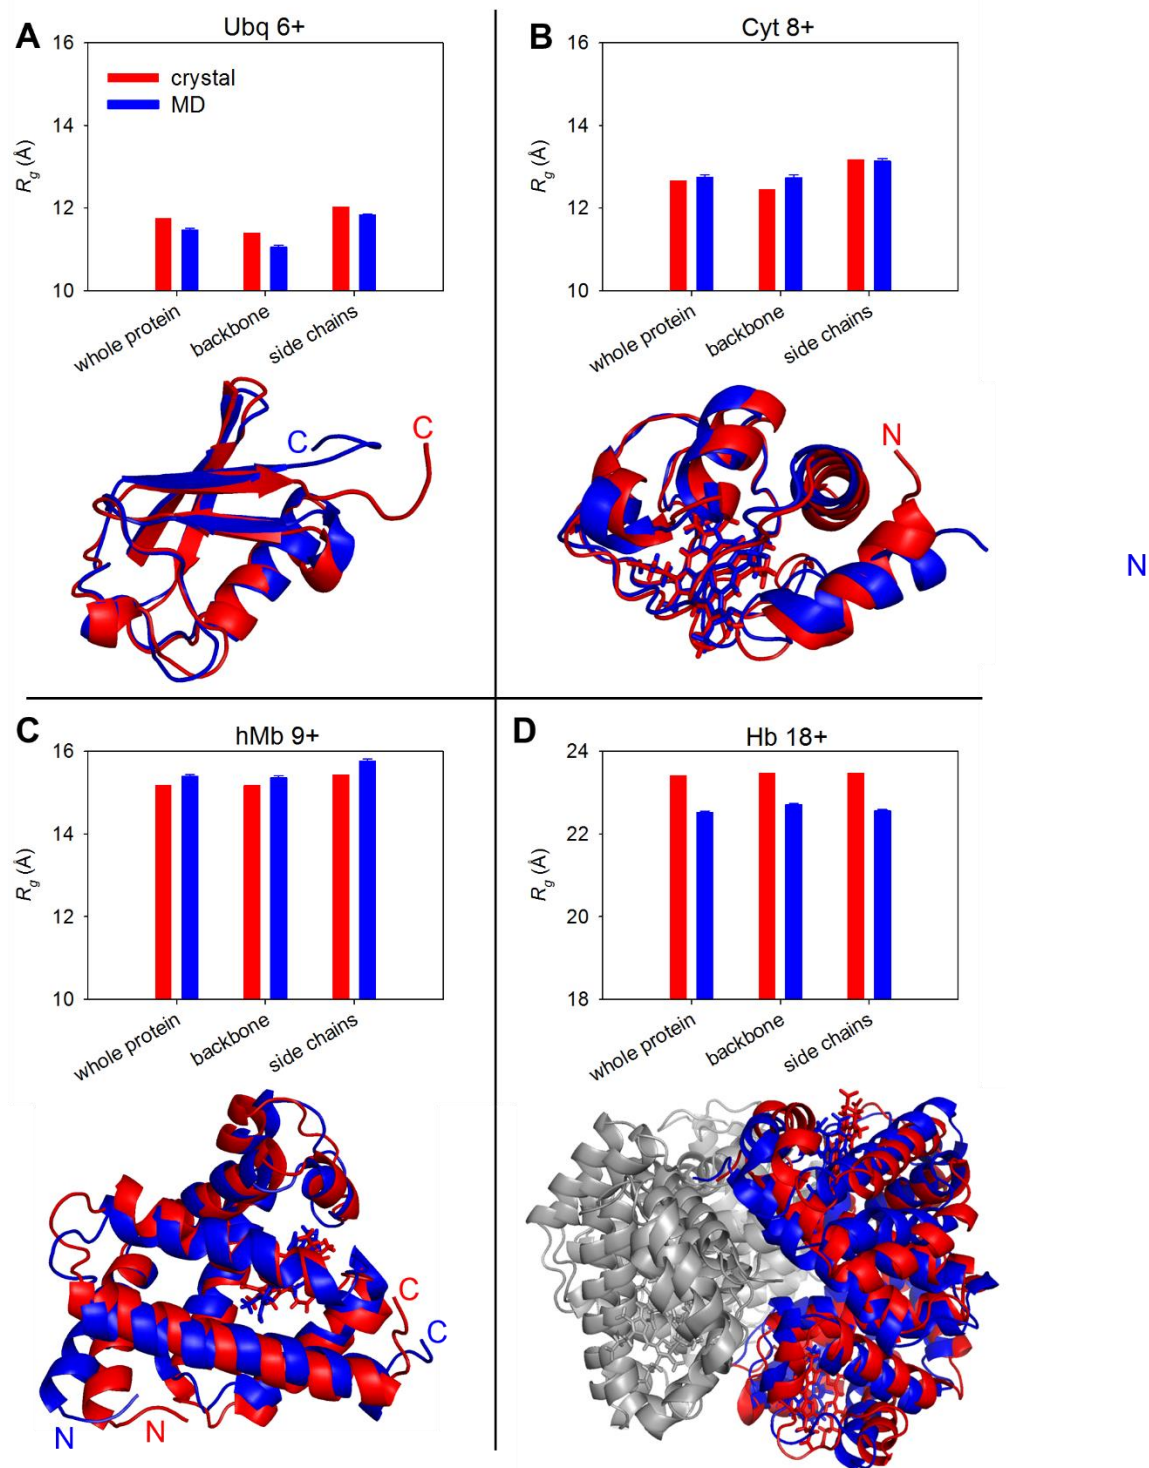 A
Ubq 6+
16
14
12
10
Rg (Å)
crystal
MD
whole protein
backbone
side chains
C
C
B
Cyt 8+
16
14
12
10
Rg (Å)
whole protein
backbone
side chains
N
N
C
hMb 9+
16
14
12
10
Rg (Å)
whole protein
backbone
side chains
C
C
N
N
D
Hb 18+
24
22
20
18
Rg (Å)
whole protein
backbone
side chains